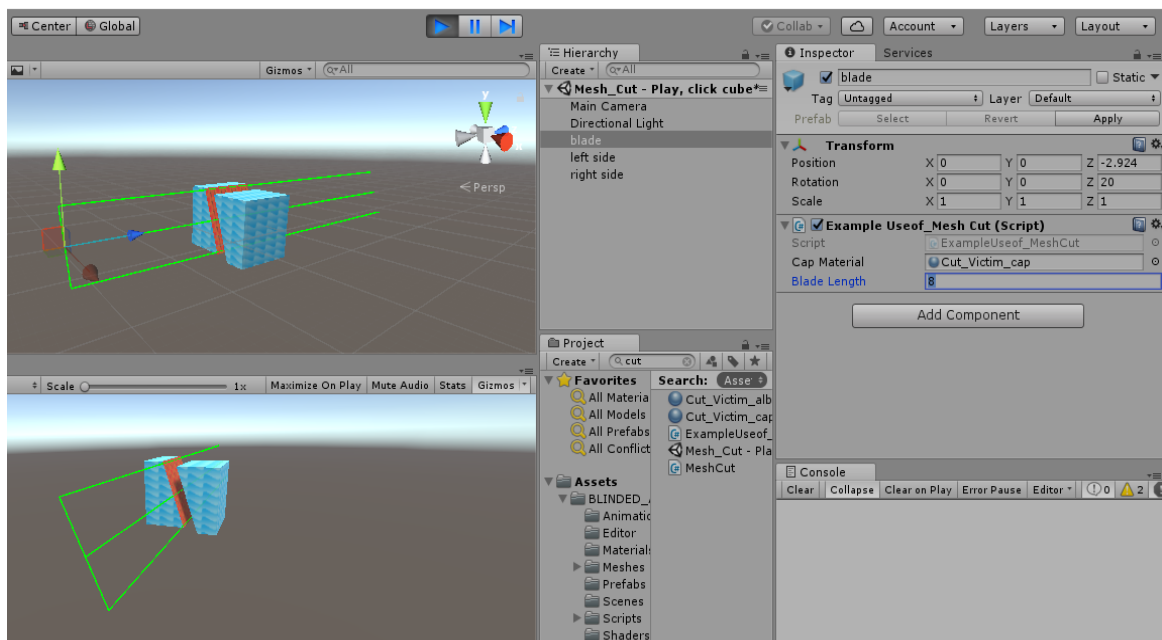 Center Global
Collab Account Layers Layout
Gizmos All
y
Persp
Scale 1x Maximize On Play Mute Audio Stats Gizmos
Hierarchy
Create All
Mesh_Cut - Play, click cube*
Main Camera
Directional Light
blade
left side
right side
Project
Create cut
Favorites
All Materia
All Models
All Prefabs
All Conflict
Assets
BLINDED_
Animatio
Editor
Materials
Meshes
Prefabs
Scenes
Scripts
Shaders
Search: Asse
Cut_Victim_alb
Cut_Victim_cap
ExampleUseof_
Mesh_Cut - Pla
MeshCut
Inspector Services
blade Static
Tag Untagged Layer Default
Prefab Select Revert Apply
Transform
Position X 0 Y 0 Z -2.924
Rotation X 0 Y 0 Z 20
Scale X 1 Y 1 Z 1
Example Useof_Mesh Cut (Script)
Script ExampleUseof_MeshCut
Cap Material Cut_Victim_cap
Blade Length 8
Add Component
Console
Clear Collapse Clear on Play Error Pause Editor 0 2